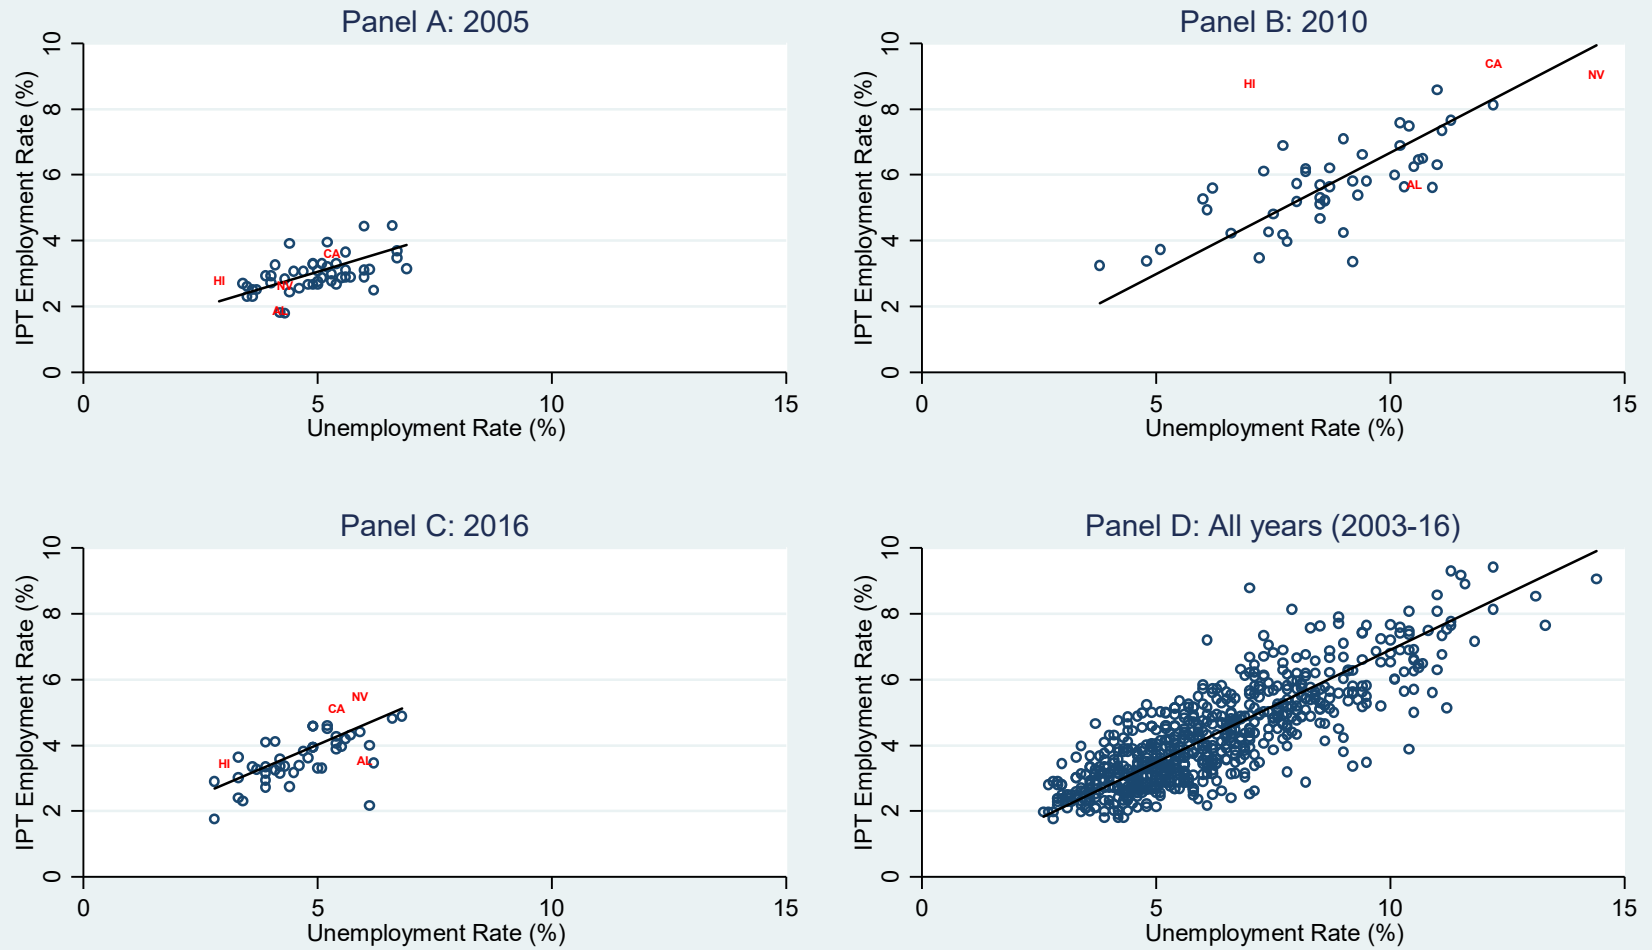 Panel A: 2005
IPT Employment Rate (%)
10
8
6
4
2
0
CA
HI
NV
AL
0 5 10 15
Unemployment Rate (%)
Panel B: 2010
IPT Employment Rate (%)
10
8
6
4
2
0
CA
NV
HI
AL
0 5 10 15
Unemployment Rate (%)
Panel C: 2016
IPT Employment Rate (%)
10
8
6
4
2
0
NV
CA
HI
AL
0 5 10 15
Unemployment Rate (%)
Panel D: All years (2003-16)
IPT Employment Rate (%)
10
8
6
4
2
0
0 5 10 15
Unemployment Rate (%)